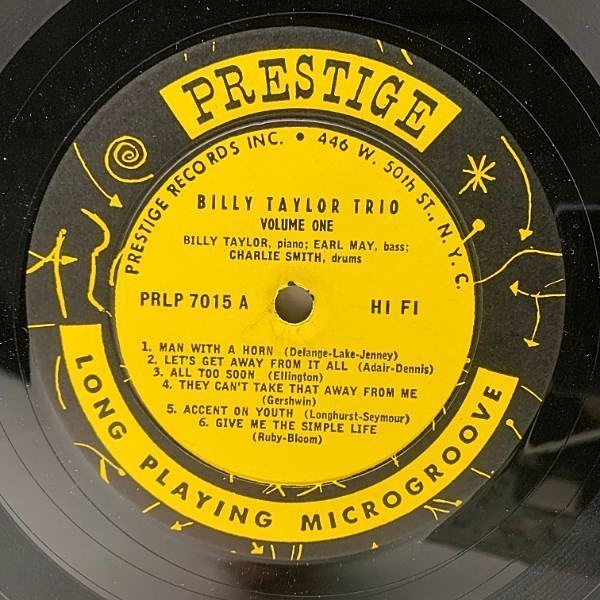 PRESTIGE
PRESTIGE RECORDS INC. • 446 W. 50th ST., N. Y. C.
BILLY TAYLOR TRIO
VOLUME ONE
BILLY TAYLOR, piano; EARL MAY, bass;
CHARLIE SMITH, drums
PRLP 7015 A
HI FI
1. MAN WITH A HORN (Delange-Lake-Jenney)
2. LET'S GET AWAY FROM IT ALL (Adair-Dennis)
3. ALL TOO SOON (Ellington)
4. THEY CAN'T TAKE THAT AWAY FROM ME
(Gershwin)
5. ACCENT ON YOUTH (Longhurst-Seymour)
6. GIVE ME THE SIMPLE LIFE
(Ruby-Bloom)
LONG PLAYING MICROGROOVE